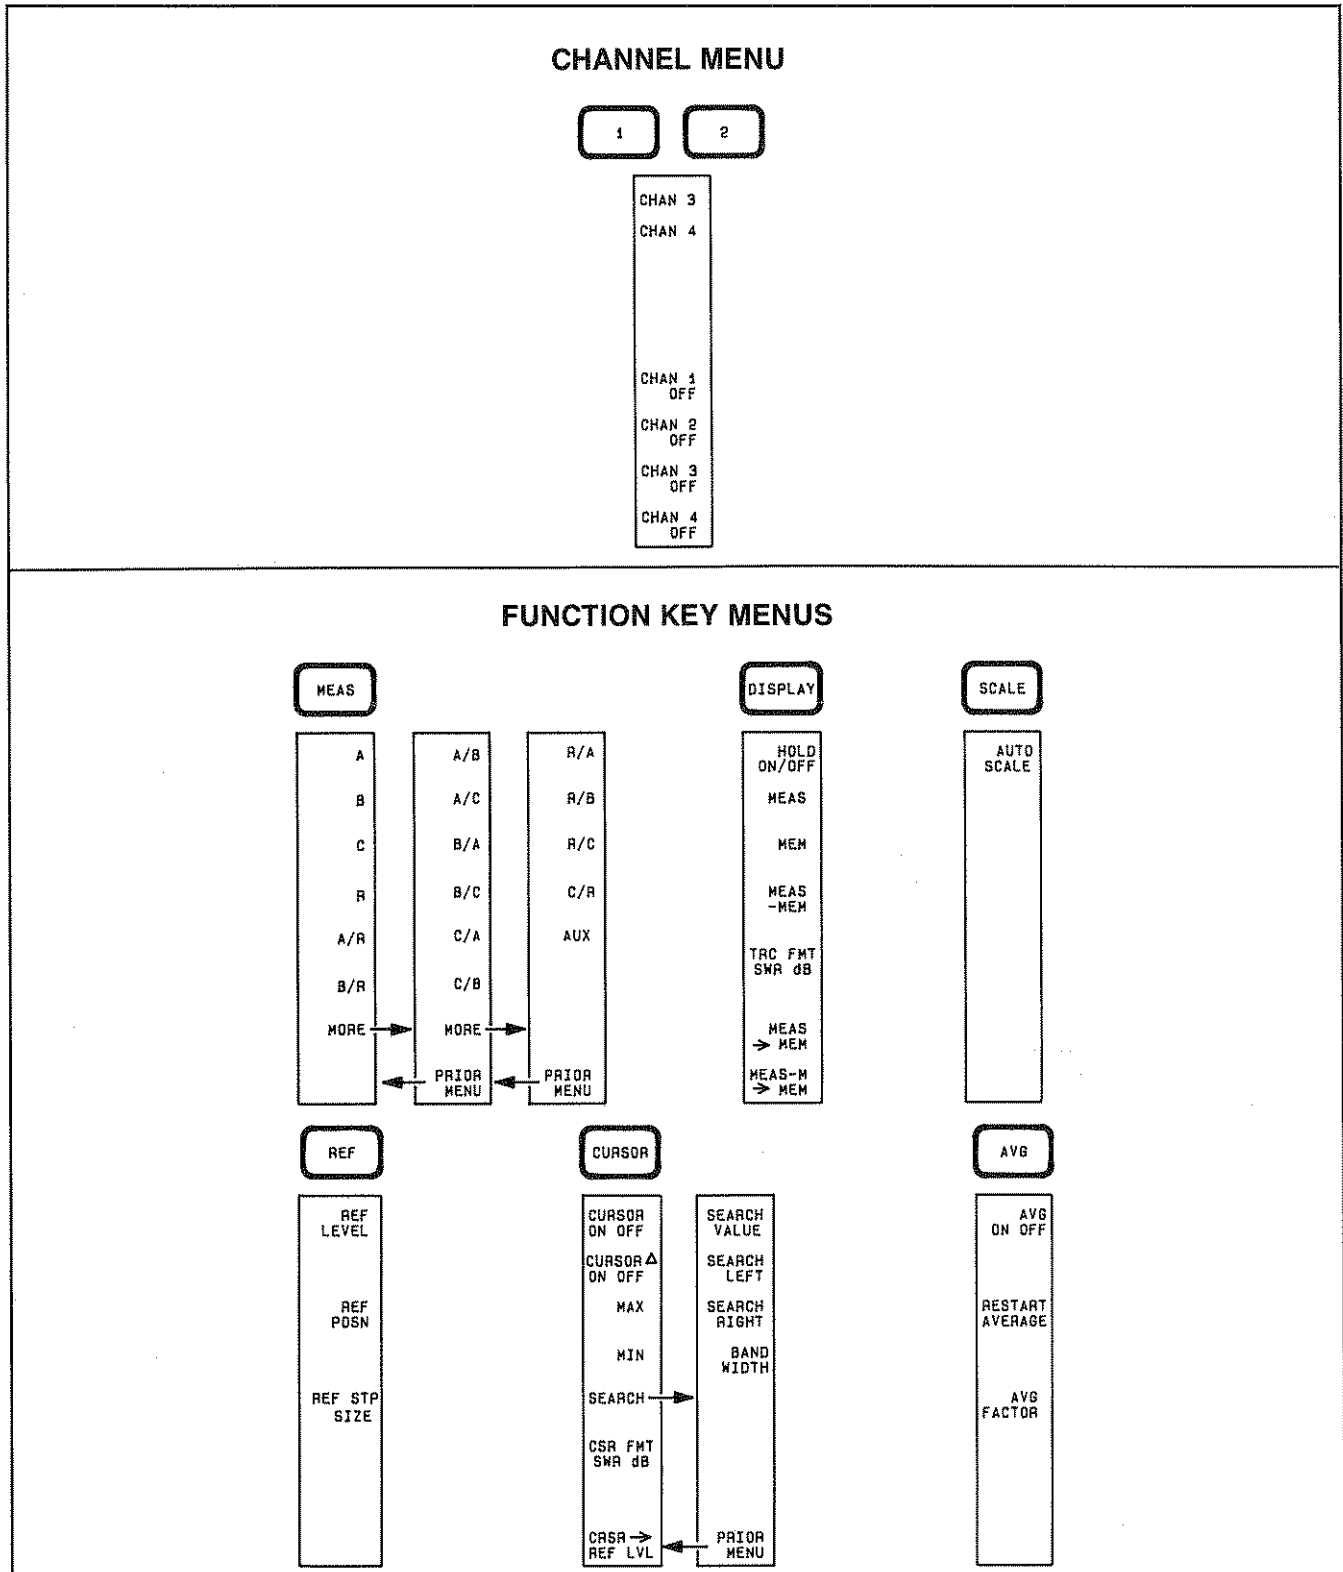 CHANNEL MENU
1 2
CHAN 3
CHAN 4
CHAN 1
OFF
CHAN 2
OFF
CHAN 3
OFF
CHAN 4
OFF
FUNCTION KEY MENUS
MEAS
A
B
C
R
A/R
B/R
MORE
A/B
A/C
B/A
B/C
C/A
C/B
MORE
PRIOR
MENU
R/A
R/B
R/C
C/R
AUX
PRIOR
MENU
DISPLAY
HOLD
ON/OFF
MEAS
MEM
MEAS
-MEM
TRC FMT
SWR dB
MEAS
→ MEM
MEAS-M
→ MEM
SCALE
AUTO
SCALE
REF
REF
LEVEL
REF
POSN
REF STP
SIZE
CURSOR
CURSOR
ON OFF
CURSOR Δ
ON OFF
MAX
MIN
SEARCH
CSR FMT
SWR dB
CRSR →
REF LVL
SEARCH
VALUE
SEARCH
LEFT
SEARCH
RIGHT
BAND
WIDTH
PRIOR
MENU
AVG
AVG
ON OFF
RESTART
AVERAGE
AVG
FACTOR